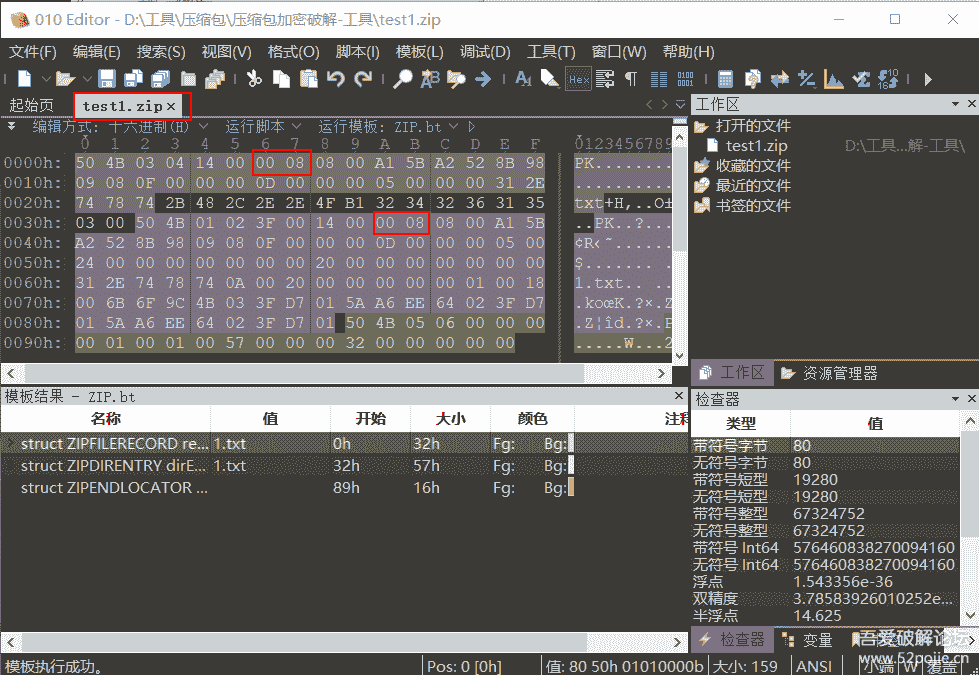 010 Editor - D:\工具\压缩包\压缩包加密破解-工具\test1.zip
文件(F) 编辑(E) 搜索(S) 视图(V) 格式(O) 脚本(I) 模板(L) 调试(D) 工具(T) 窗口(W) 帮助(H)
起始页 test1.zip ×
编辑方式: 十六进制(H) 运行脚本 运行模板: ZIP.bt
0 1 2 3 4 5 6 7 8 9 A B C D E F 0123456789
0000h: 50 4B 03 04 14 00 00 08 08 00 A1 5B A2 52 8B 98 PK........
0010h: 09 08 0F 00 00 00 0D 00 00 00 05 00 00 00 31 2E ..........
0020h: 74 78 74 2B 48 2C 2E 2E 4F B1 32 34 32 36 31 35 txt+H,..O±
0030h: 03 00 50 4B 01 02 3F 00 14 00 00 08 08 00 A1 5B ..PK..?...
0040h: A2 52 8B 98 09 08 0F 00 00 00 0D 00 00 00 05 00 ¢R‹˜......
0050h: 24 00 00 00 00 00 00 00 20 00 00 00 00 00 00 00 $....... ..
0060h: 31 2E 74 78 74 0A 00 20 00 00 00 00 00 01 00 18 1.txt..
0070h: 00 6B 6F 9C 4B 03 3F D7 01 5A A6 EE 64 02 3F D7 .koœK.?×.Z
0080h: 01 5A A6 EE 64 02 3F D7 01 50 4B 05 06 00 00 00 .Z¦îd.?×.P
0090h: 00 01 00 01 00 57 00 00 00 32 00 00 00 00 00 .....W...2
工作区
打开的文件
test1.zip D:\工具...解-工具\
收藏的文件
最近的文件
书签的文件
工作区 资源管理器
模板结果 - ZIP.bt
名称 值 开始 大小 颜色 注释
struct ZIPFILERECORD re... 1.txt 0h 32h Fg: Bg:
struct ZIPDIRENTRY dirE... 1.txt 32h 57h Fg: Bg:
struct ZIPENDLOCATOR ... 89h 16h Fg: Bg:
检查器
类型 值
带符号字节 80
无符号字节 80
带符号短型 19280
无符号短型 19280
带符号整型 67324752
无符号整型 67324752
带符号 Int64 576460838270094160
无符号 Int64 576460838270094160
浮点 1.543356e-36
双精度 3.78583926010252e...
半浮点 14.625
检查器 变量
吾爱破解论坛
www.52pojie.cn
模板执行成功。 Pos: 0 [0h] 值: 80 50h 01010000b 大小: 159 ANSI 小端 W 覆盖